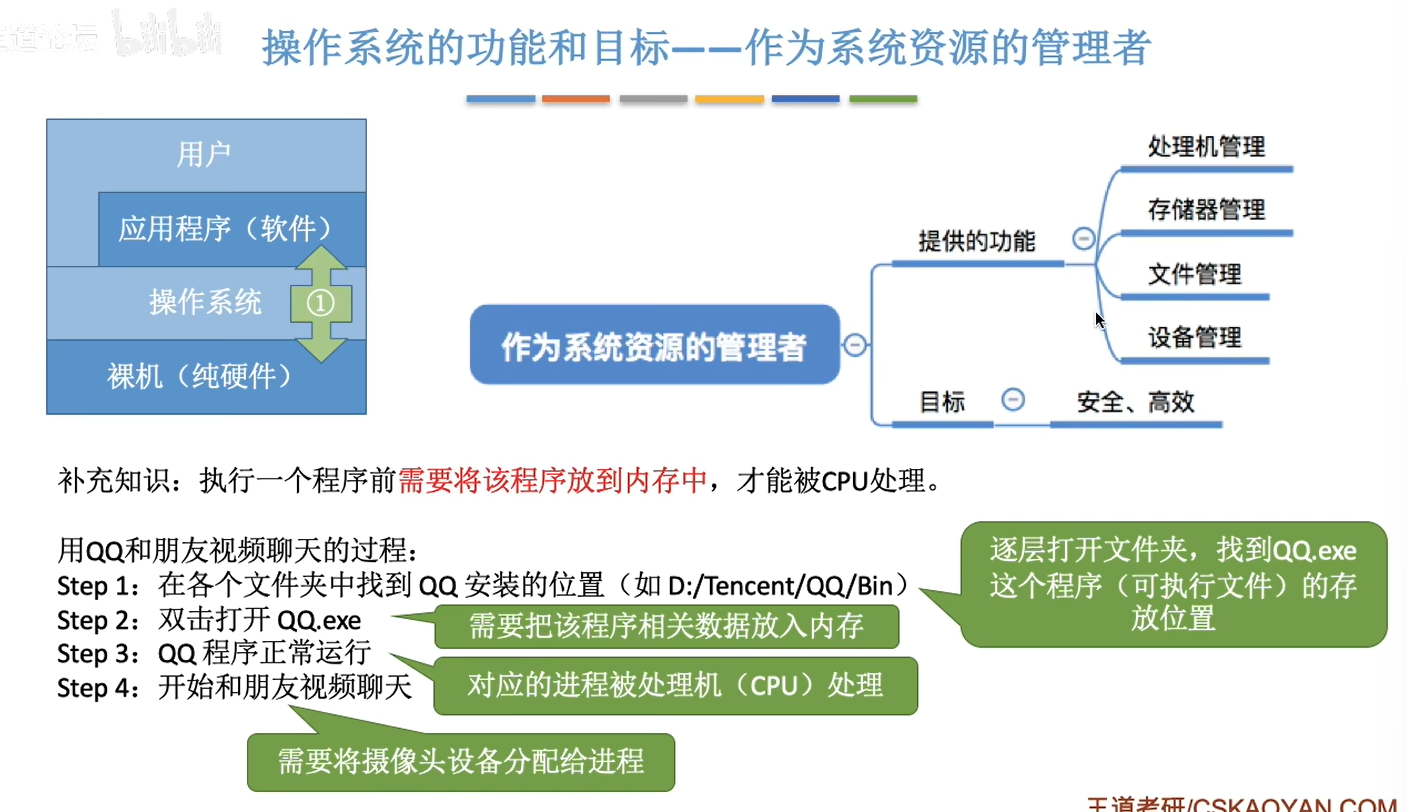 王道论坛 bilibili
操作系统的功能和目标——作为系统资源的管理者
用户
应用程序（软件）
操作系统
①
裸机（纯硬件）
作为系统资源的管理者
提供的功能
处理机管理
存储器管理
文件管理
设备管理
目标
安全、高效
补充知识：执行一个程序前需要将该程序放到内存中，才能被CPU处理。
用QQ和朋友视频聊天的过程：
Step 1：在各个文件夹中找到 QQ 安装的位置（如 D:/Tencent/QQ/Bin）
逐层打开文件夹，找到QQ.exe
这个程序（可执行文件）的存
放位置
Step 2：双击打开 QQ.exe
需要把该程序相关数据放入内存
Step 3：QQ 程序正常运行
对应的进程被处理机（CPU）处理
Step 4：开始和朋友视频聊天
需要将摄像头设备分配给进程
王道考研/CSKAOYAN.COM